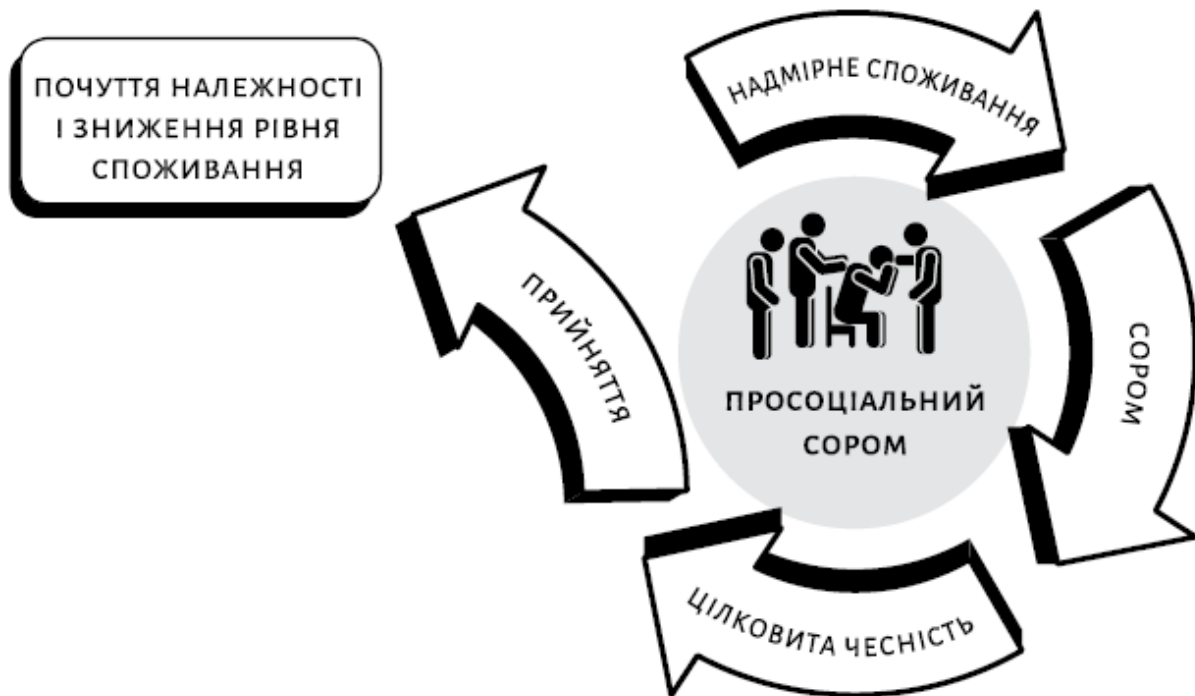 ПОЧУТТЯ НАЛЕЖНОСТІ
І ЗНИЖЕННЯ РІВНЯ
СПОЖИВАННЯ
НАДМІРНЕ СПОЖИВАННЯ
СОРОМ
ЦІЛКОВИТА ЧЕСНІСТЬ
ПРИЙНЯТТЯ
ПРОСОЦІАЛЬНИЙ
СОРОМ